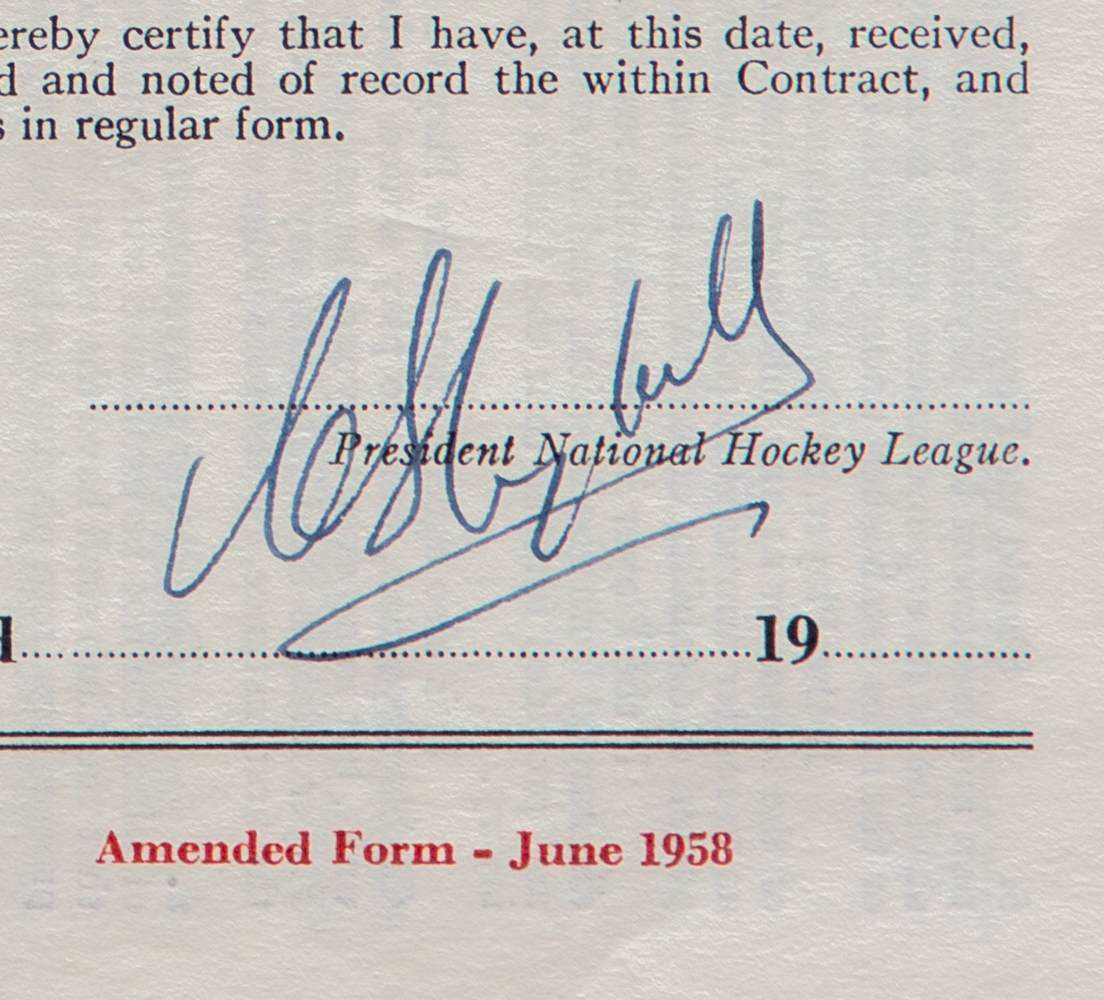 ereby certify that I have, at this date, received,
d and noted of record the within Contract, and
s in regular form.
President National Hockey League.
d....................19............
Amended Form - June 1958